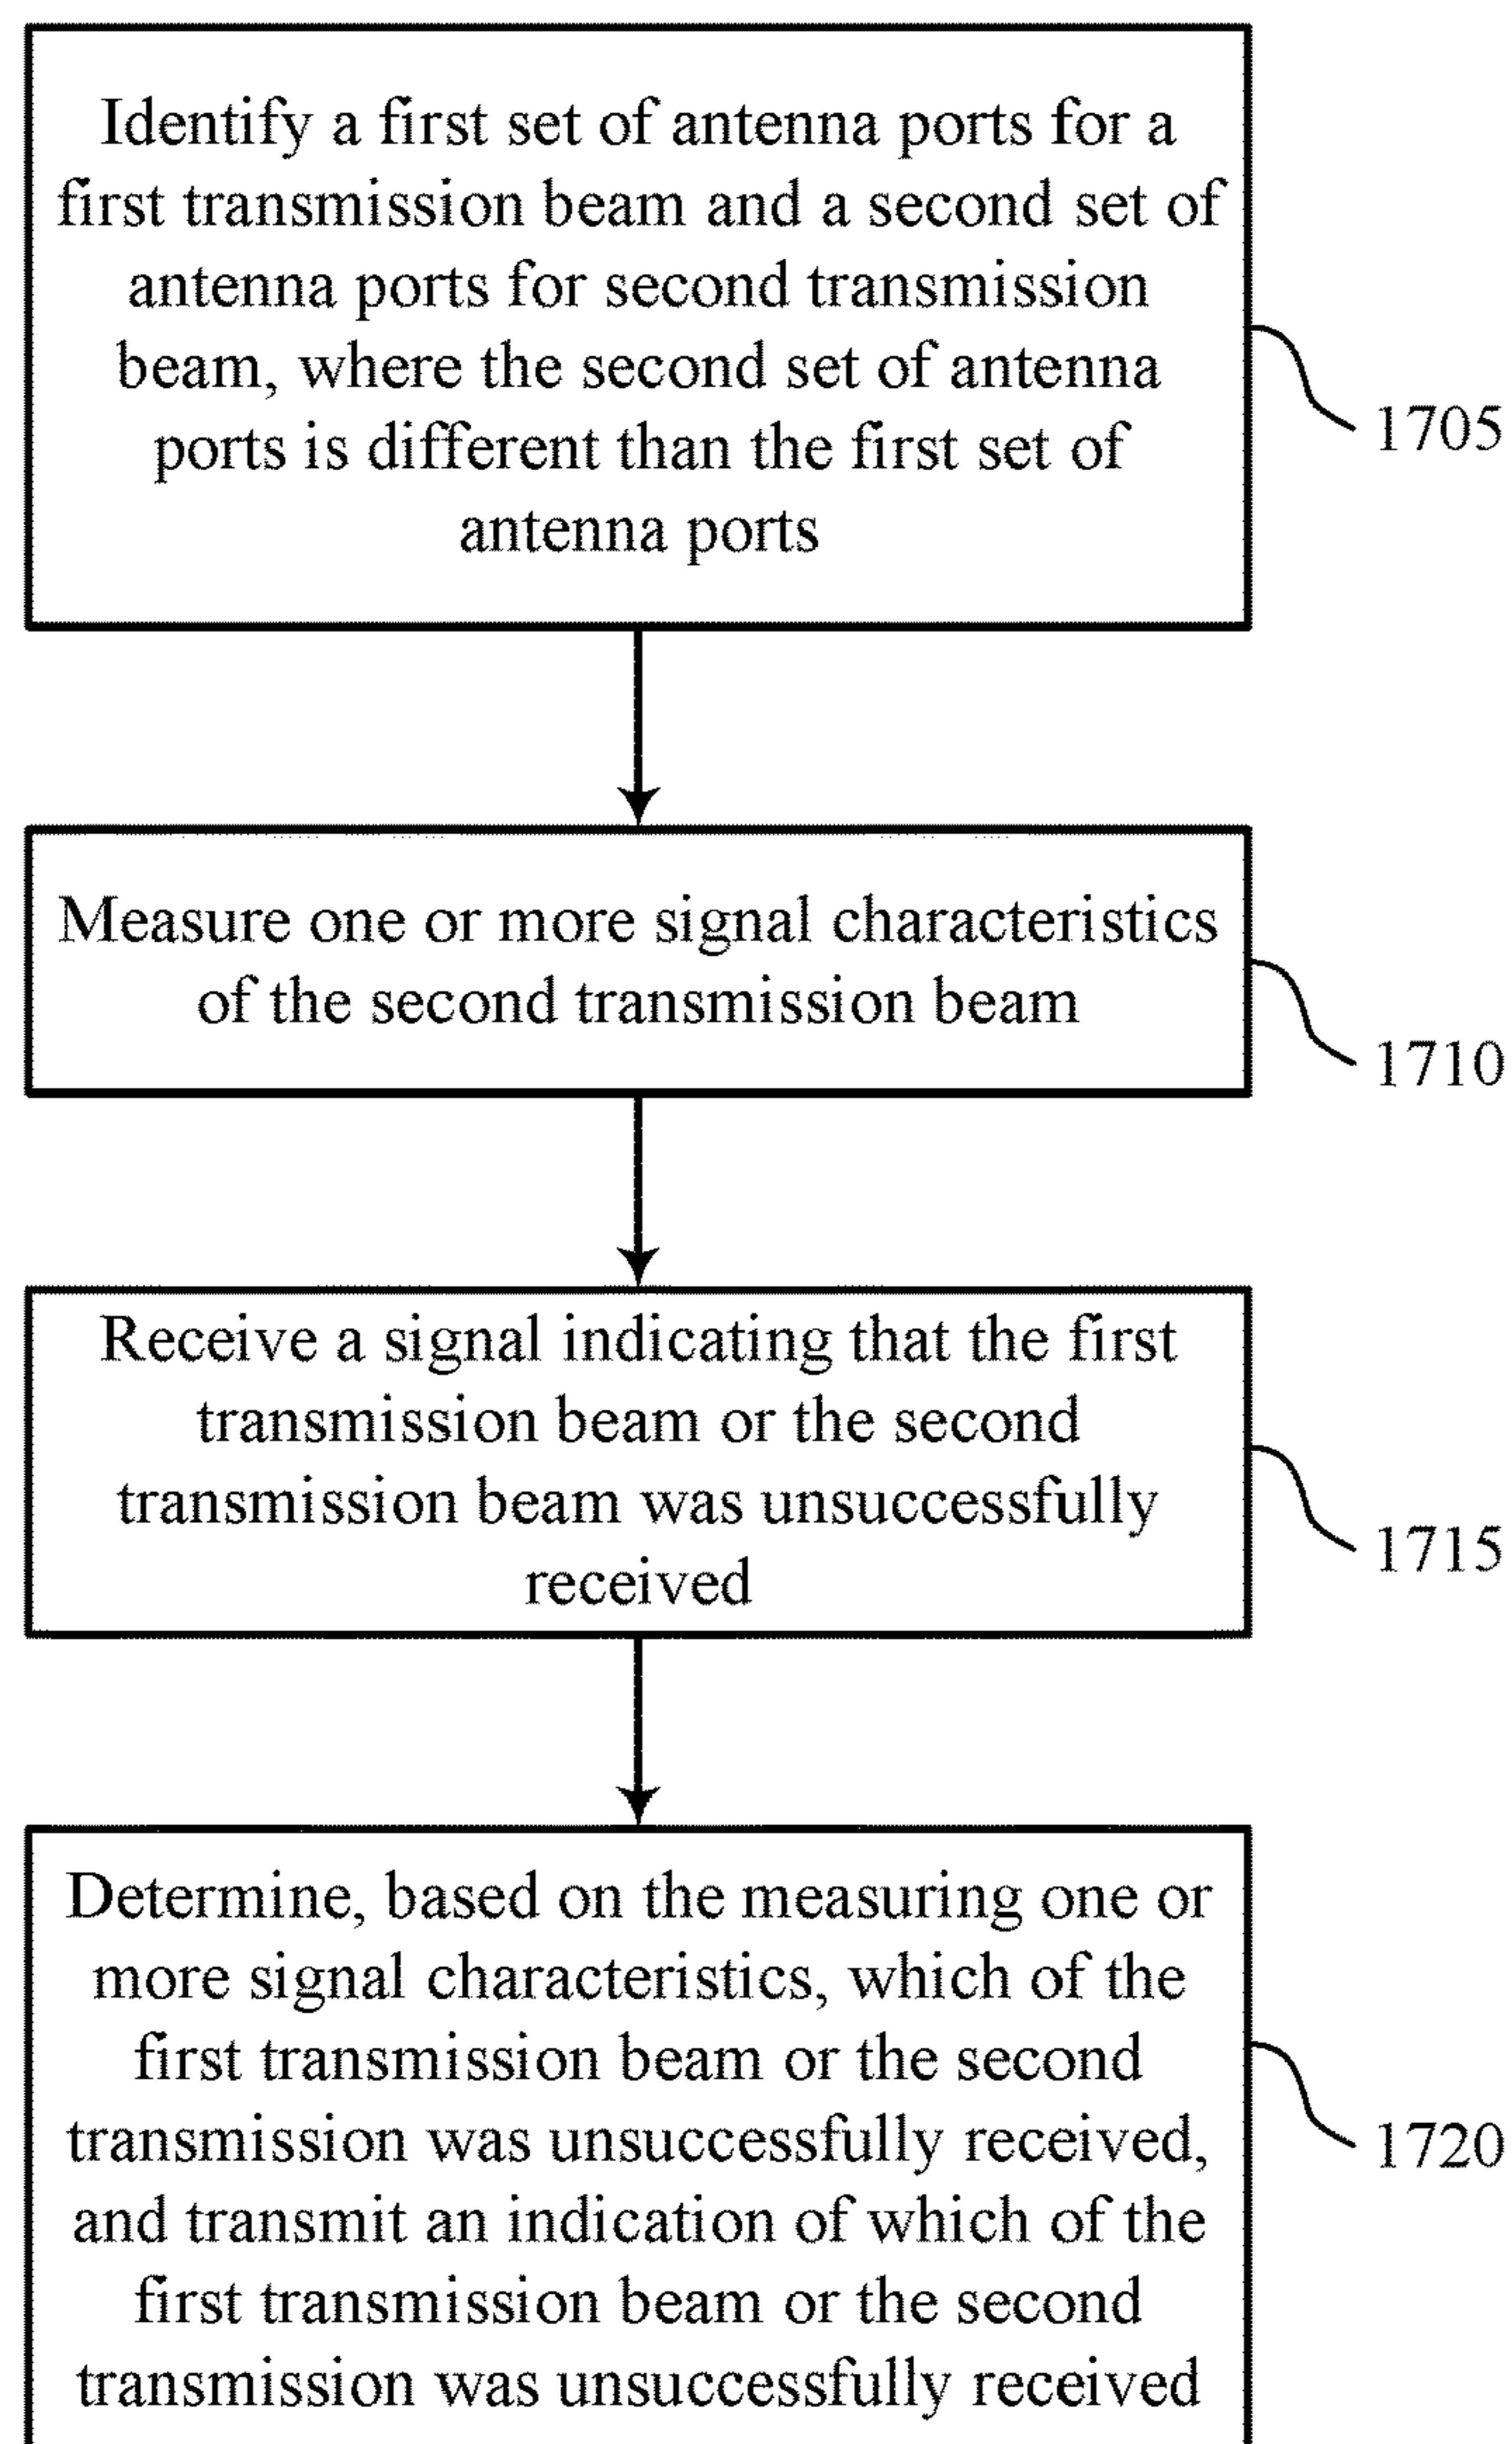 Identify a first set of antenna ports for a
first transmission beam and a second set of
antenna ports for second transmission
beam, where the second set of antenna
ports is different than the first set of
antenna ports
1705
Measure one or more signal characteristics
of the second transmission beam
1710
Receive a signal indicating that the first
transmission beam or the second
transmission beam was unsuccessfully
received
1715
Determine, based on the measuring one or
more signal characteristics, which of the
first transmission beam or the second
transmission was unsuccessfully received,
and transmit an indication of which of the
first transmission beam or the second
transmission was unsuccessfully received
1720